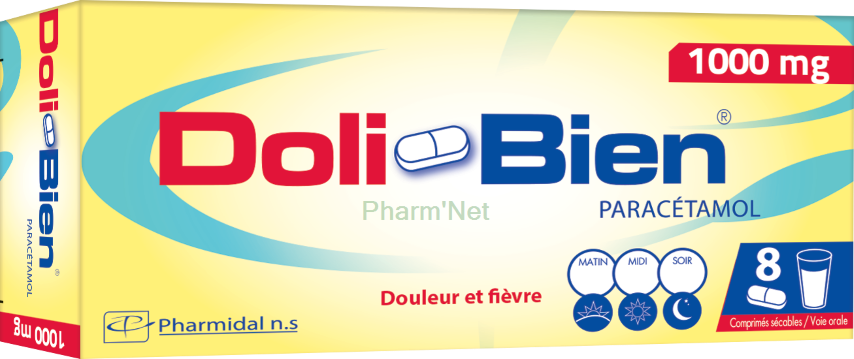 1000 mg
Doli Bien®
Pharm'Net
PARACÉTAMOL
Douleur et fièvre
MATIN MIDI SOIR
8
Comprimés sécables / Voie orale
Pharmidal n.s
Doli Bien®
PARACÉTAMOL
1000 mg